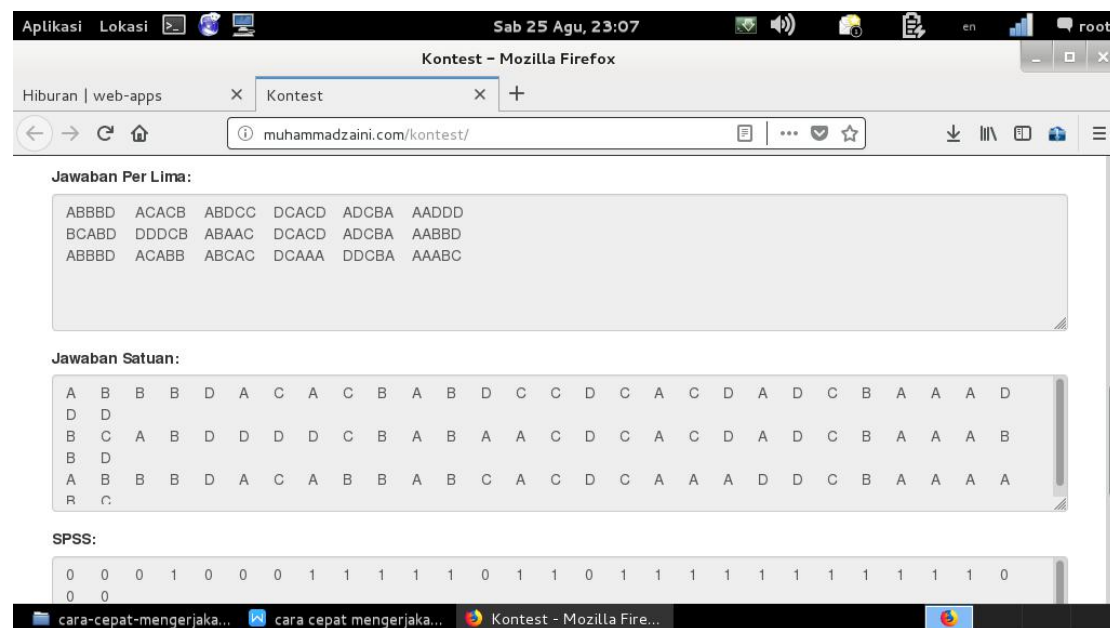 Aplikasi Lokasi Sab 25 Agu, 23:07 en root
Kontest - Mozilla Firefox
Hiburan | web-apps × Kontest × +
muhammadzaini.com/kontest/
Jawaban Per Lima:
ABBBD ACACB ABDCC DCACD ADCBA AADDD
BCABD DDDCB ABAAC DCACD ADCBA AABBD
ABBBD ACABB ABCAC DCAAA DDCBA AAABC
Jawaban Satuan:
A B B B D A C A C B A B D C C D C A C D A D C B A A A D
D D
B C A B D D D D C B A B A A C D C A C D A D C B A A A B
B D
A B B B D A C A B B A B C A C D C A A A D D C B A A A A
B C
SPSS:
0 0 0 1 0 0 0 1 1 1 1 1 0 1 1 0 1 1 1 1 1 1 1 1 1 1 1 0
0 0
cara-cepat-mengerjaka... cara cepat mengerjaka... Kontest - Mozilla Fire...